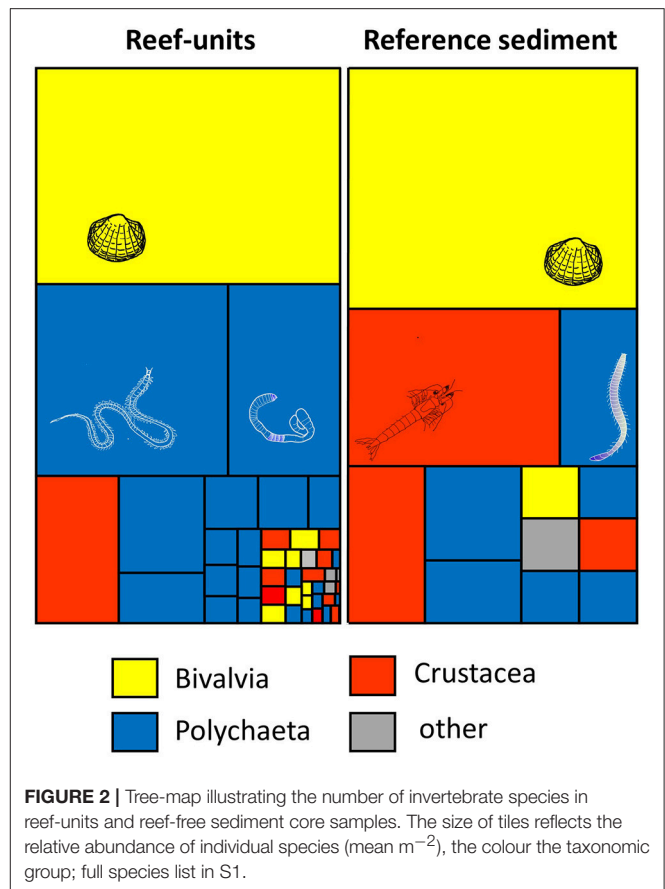 Reef-units Reference sediment
Bivalvia Crustacea
Polychaeta other
FIGURE 2 | Tree-map illustrating the number of invertebrate species in
reef-units and reef-free sediment core samples. The size of tiles reflects the
relative abundance of individual species (mean m⁻²), the colour the taxonomic
group; full species list in S1.